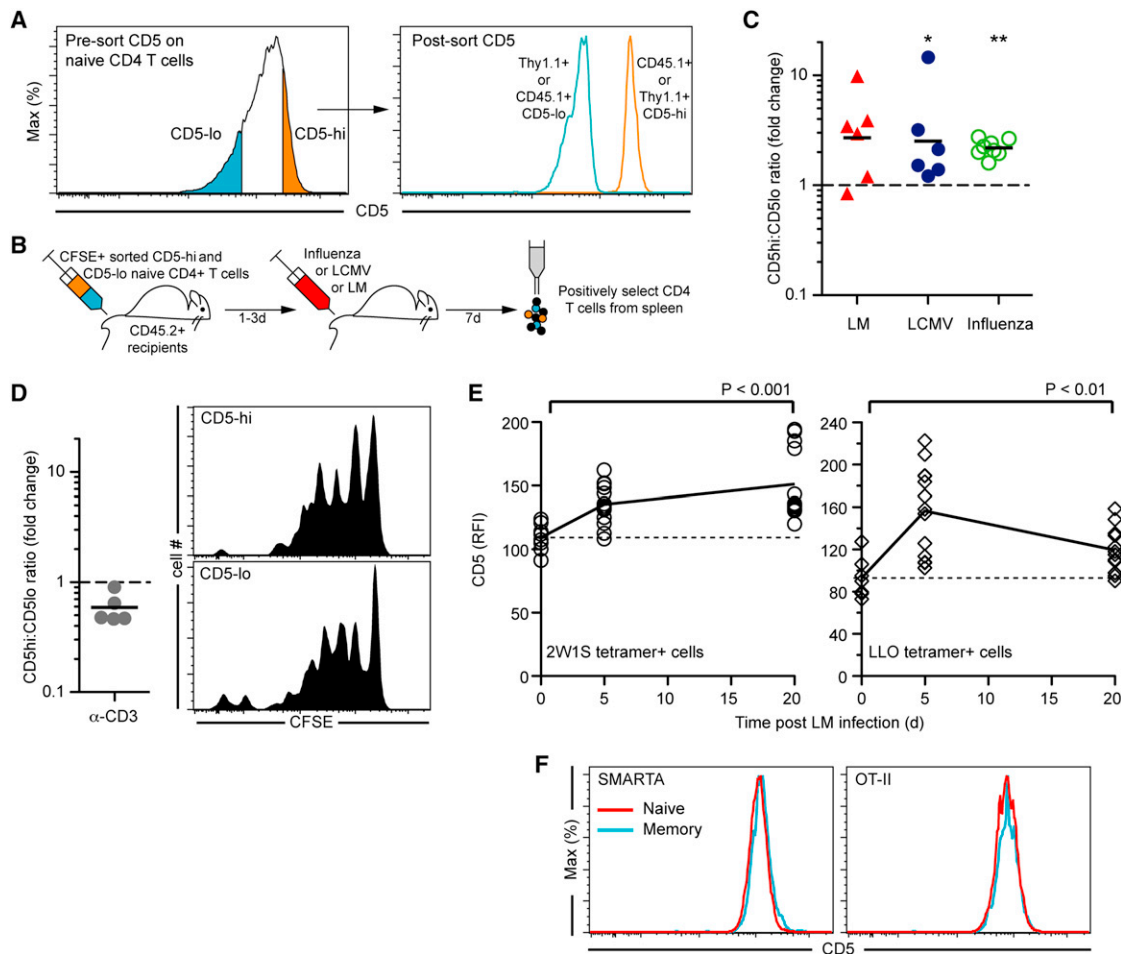 A
Pre-sort CD5 on
naive CD4 T cells
CD5-lo
CD5-hi
Max (%)
Post-sort CD5
Thy1.1+
or
CD45.1+
CD5-lo
CD45.1+
or
Thy1.1+
CD5-hi
CD5
B
CFSE+ sorted CD5-hi and
CD5-lo naive CD4+ T cells
CD45.2+
recipients
1-3d
Influenza
or LCMV
or LM
7d
Positively select CD4
T cells from spleen
C
CD5hi:CD5lo ratio (fold change)
10
1
0.1
*
**
LM
LCMV
Influenza
D
CD5hi:CD5lo ratio (fold change)
10
1
0.1
α-CD3
cell #
CD5-hi
CD5-lo
CFSE
E
P < 0.001
CD5 (RFI)
200
150
100
50
0
2W1S tetramer+ cells
0 5 10 15 20
P < 0.01
240
200
160
120
80
40
0
LLO tetramer+ cells
0 5 10 15 20
Time post LM infection (d)
F
SMARTA
Naive
Memory
Max (%)
OT-II
CD5